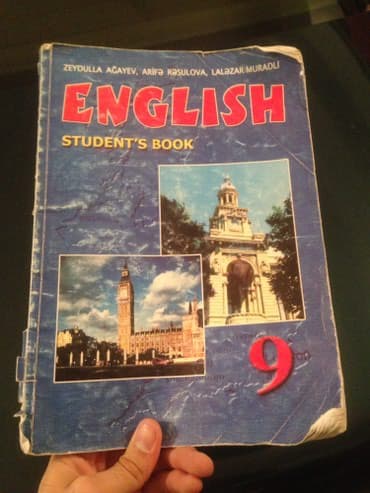 ZEYDULLA AĞAYEV, ARİFƏ RƏSULOVA, LALƏZAR MURADLİ
ENGLISH
STUDENT'S BOOK
9